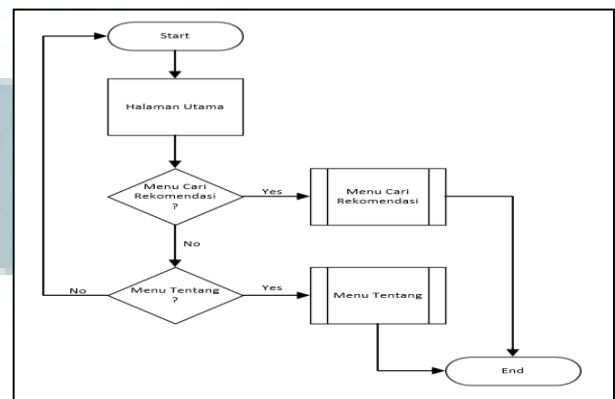 Start
Halaman Utama
Menu Cari
Rekomendasi
?
Yes
Menu Cari
Rekomendasi
No
Menu Tentang
?
No
Yes
Menu Tentang
End